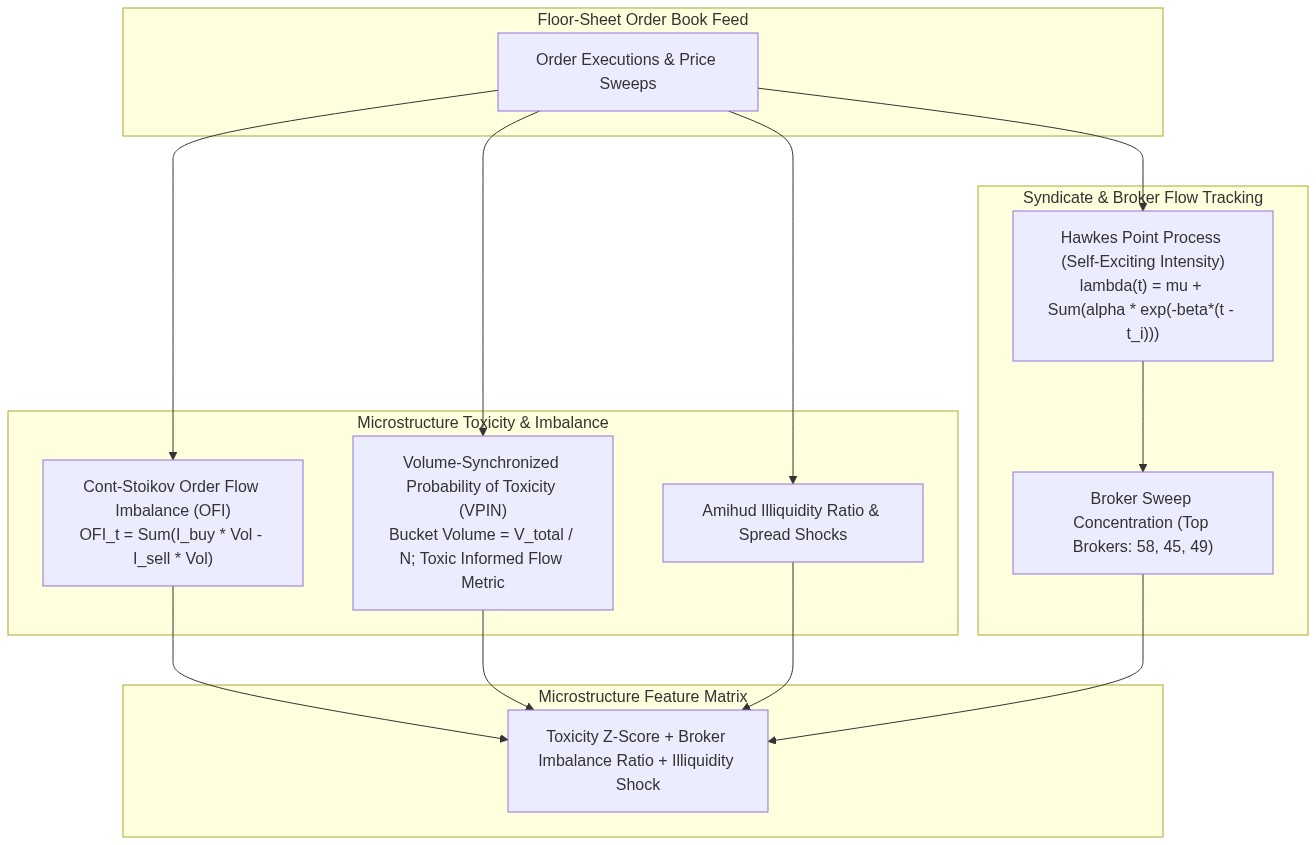 Floor-Sheet Order Book Feed
Order Executions & Price
Sweeps
Syndicate & Broker Flow Tracking
Hawkes Point Process
(Self-Exciting Intensity)
lambda(t) = mu +
Sum(alpha * exp(-beta*(t -
t_i)))
Microstructure Toxicity & Imbalance
Cont-Stoikov Order Flow
Imbalance (OFI)
OFI_t = Sum(I_buy * Vol -
I_sell * Vol)
Volume-Synchronized
Probability of Toxicity
(VPIN)
Bucket Volume = V_total /
N; Toxic Informed Flow
Metric
Amihud Illiquidity Ratio &
Spread Shocks
Broker Sweep
Concentration (Top
Brokers: 58, 45, 49)
Microstructure Feature Matrix
Toxicity Z-Score + Broker
Imbalance Ratio + Illiquidity
Shock